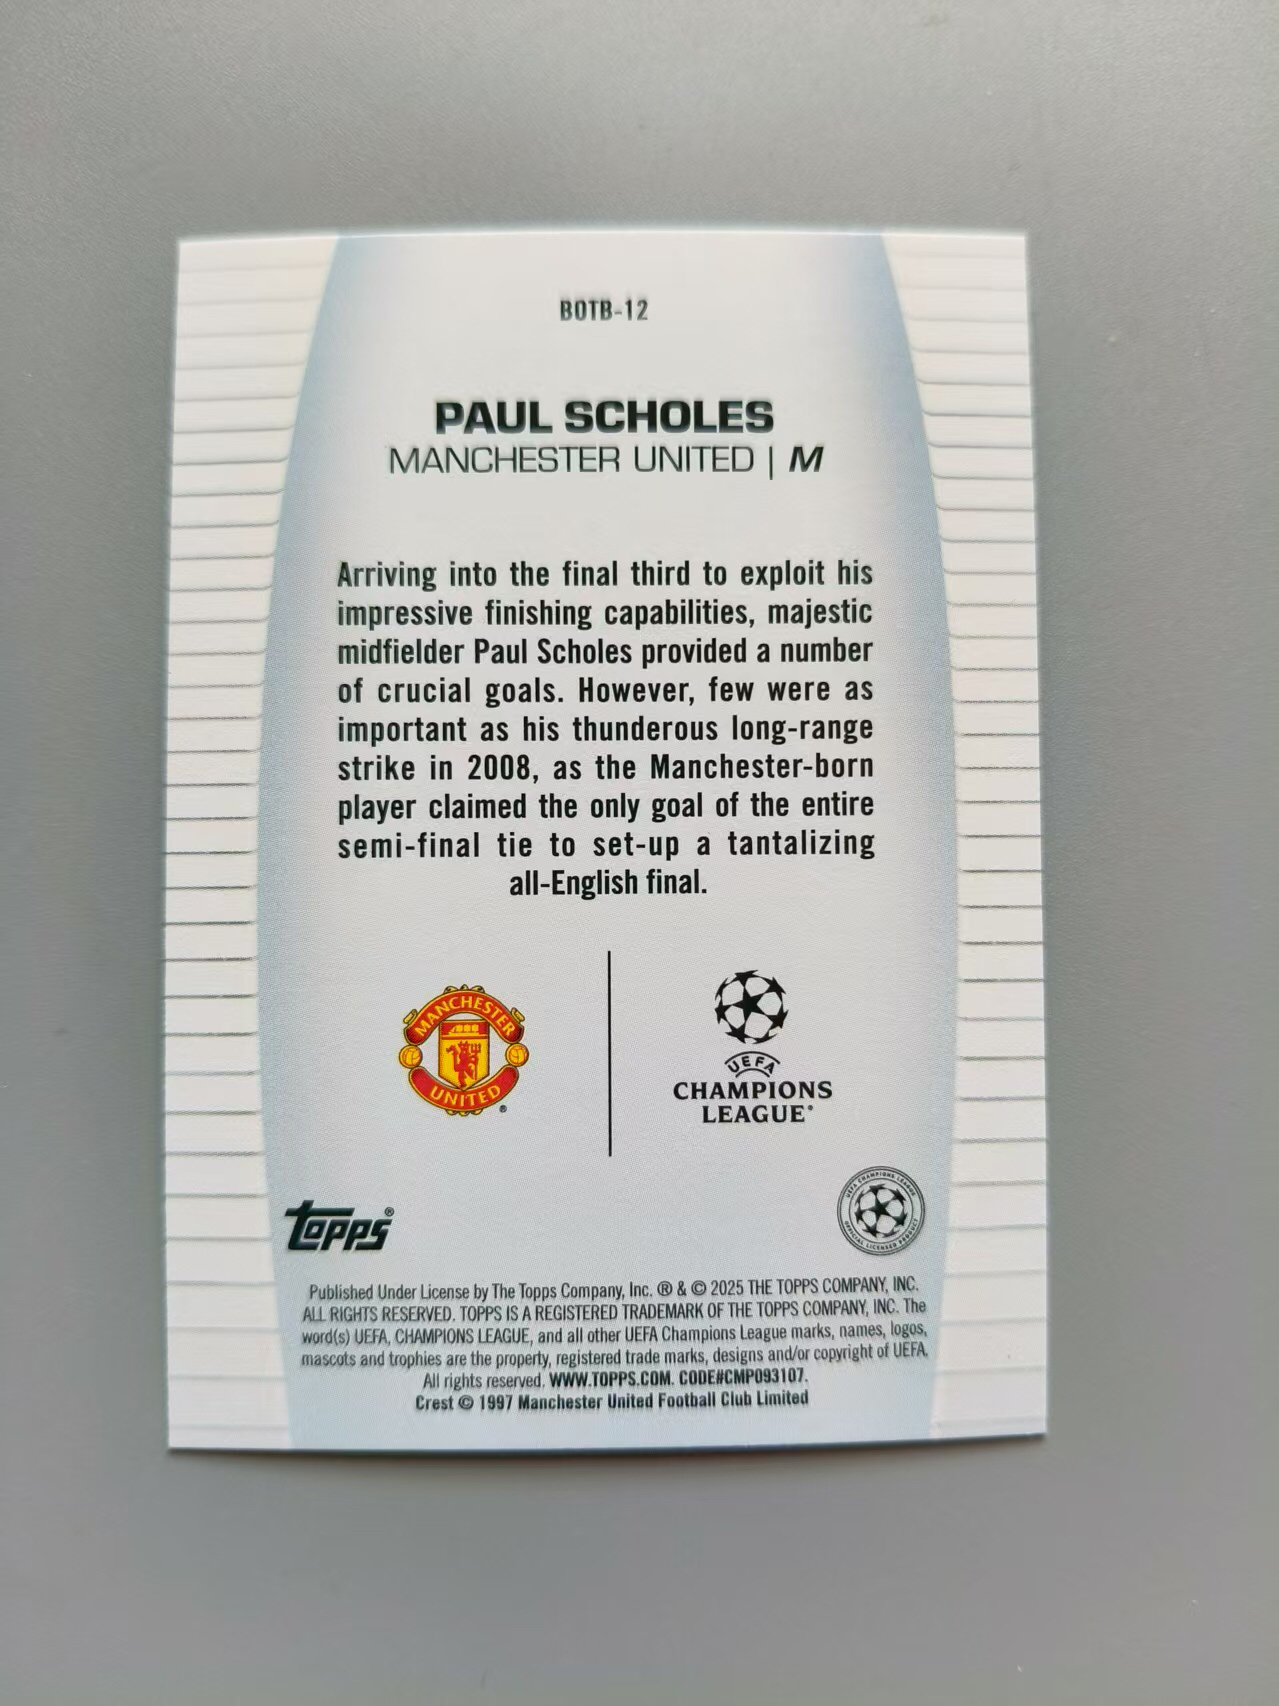 BOTB-12
PAUL SCHOLES
MANCHESTER UNITED | M
Arriving into the final third to exploit his
impressive finishing capabilities, majestic
midfielder Paul Scholes provided a number
of crucial goals. However, few were as
important as his thunderous long-range
strike in 2008, as the Manchester-born
player claimed the only goal of the entire
semi-final tie to set-up a tantalizing
all-English final.
MANCHESTER
UNITED
®
UEFA
CHAMPIONS
LEAGUE®
topps®
UEFA CHAMPIONS LEAGUE
OFFICIAL LICENSED PRODUCT
Published Under License by The Topps Company, Inc. ® & © 2025 THE TOPPS COMPANY, INC.
ALL RIGHTS RESERVED. TOPPS IS A REGISTERED TRADEMARK OF THE TOPPS COMPANY, INC. The
word(s) UEFA, CHAMPIONS LEAGUE, and all other UEFA Champions League marks, names, logos,
mascots and trophies are the property, registered trade marks, designs and/or copyright of UEFA.
All rights reserved. WWW.TOPPS.COM. CODE#CMP093107.
Crest © 1997 Manchester United Football Club Limited